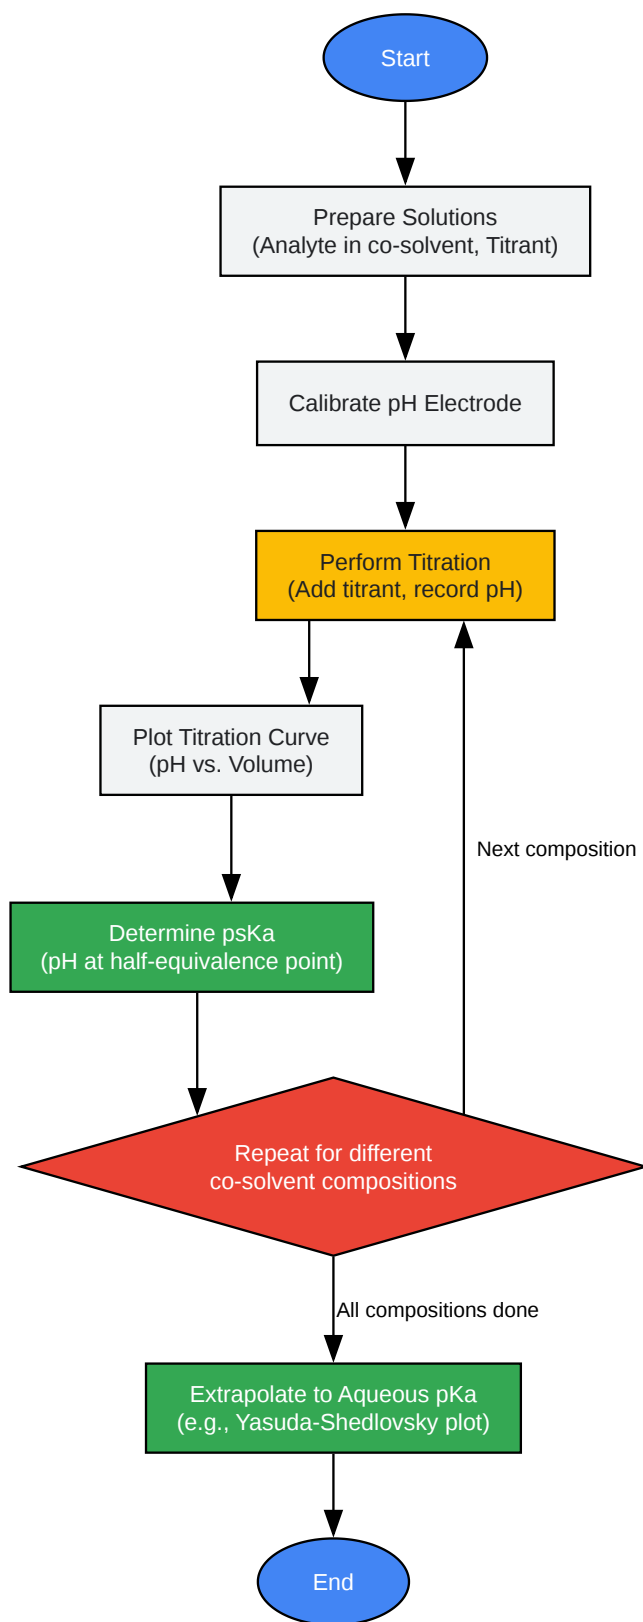 Start
Prepare Solutions
(Analyte in co-solvent, Titrant)
Calibrate pH Electrode
Perform Titration
(Add titrant, record pH)
Plot Titration Curve
(pH vs. Volume)
Next composition
Determine psKa
(pH at half-equivalence point)
Repeat for different
co-solvent compositions
All compositions done
Extrapolate to Aqueous pKa
(e.g., Yasuda-Shedlovsky plot)
End